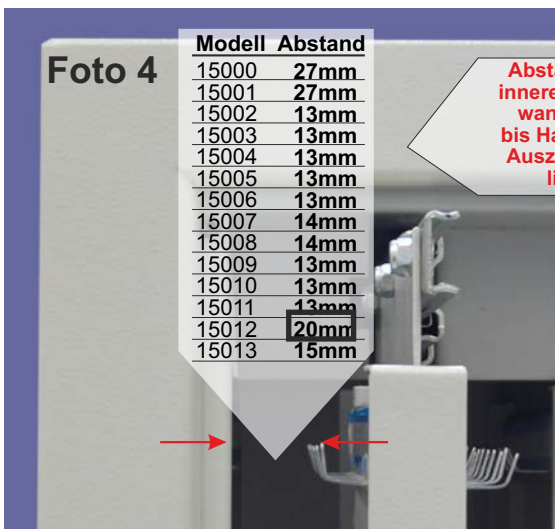 Foto 4
Modell Abstand
15000 27mm
15001 27mm
15002 13mm
15003 13mm
15004 13mm
15005 13mm
15006 13mm
15007 14mm
15008 14mm
15009 13mm
15010 13mm
15011 13mm
15012 20mm
15013 15mm
bis